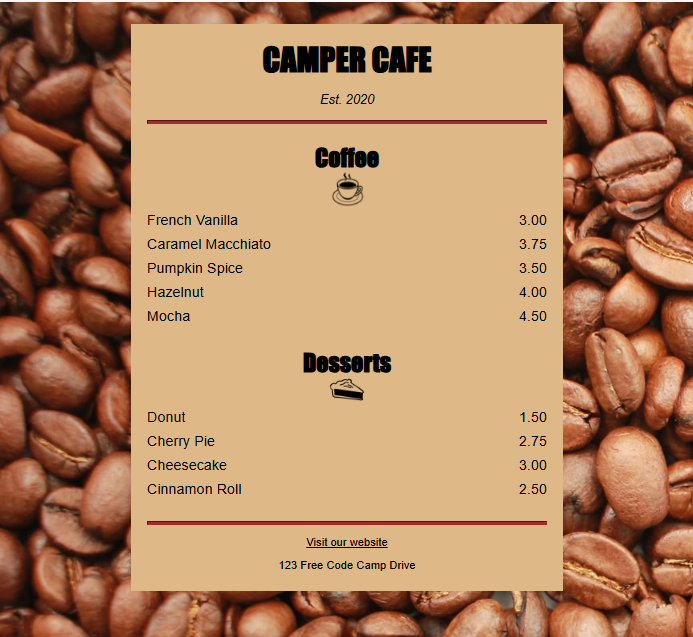 CAMPER CAFE
Est. 2020
Coffee
French Vanilla 3.00
Caramel Macchiato 3.75
Pumpkin Spice 3.50
Hazelnut 4.00
Mocha 4.50
Desserts
Donut 1.50
Cherry Pie 2.75
Cheesecake 3.00
Cinnamon Roll 2.50
Visit our website
123 Free Code Camp Drive